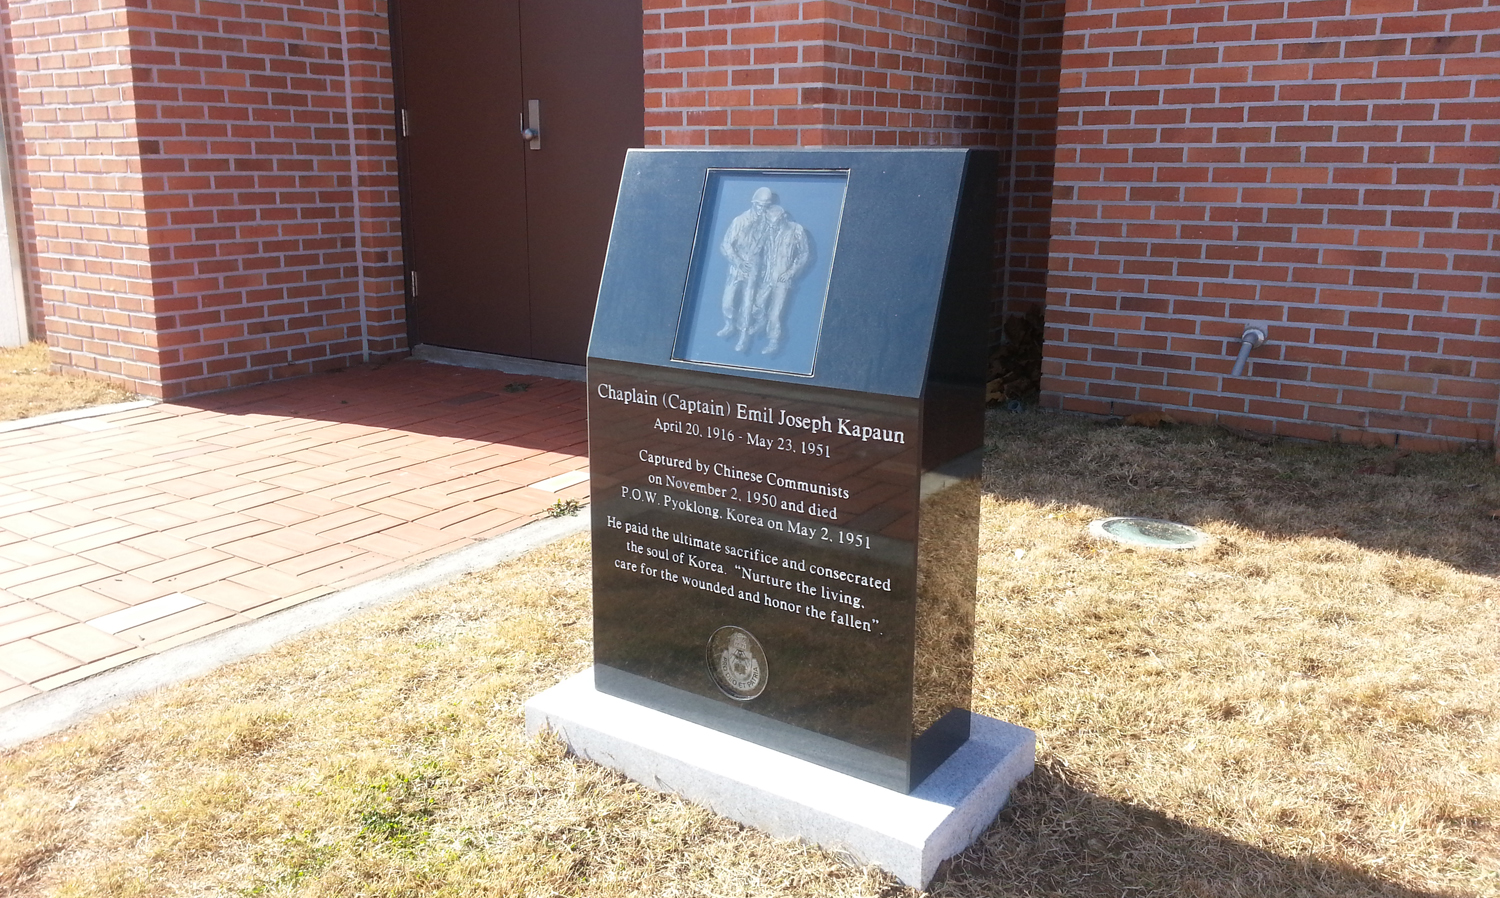 Chaplain (Captain) Emil Joseph Kapaun
April 20, 1916 - May 23, 1951
Captured by Chinese Communists
on November 2, 1950 and died
P.O.W. Pyoklong, Korea on May 2, 1951
He paid the ultimate sacrifice and consecrated
the soul of Korea. "Nurture the living,
care for the wounded and honor the fallen".